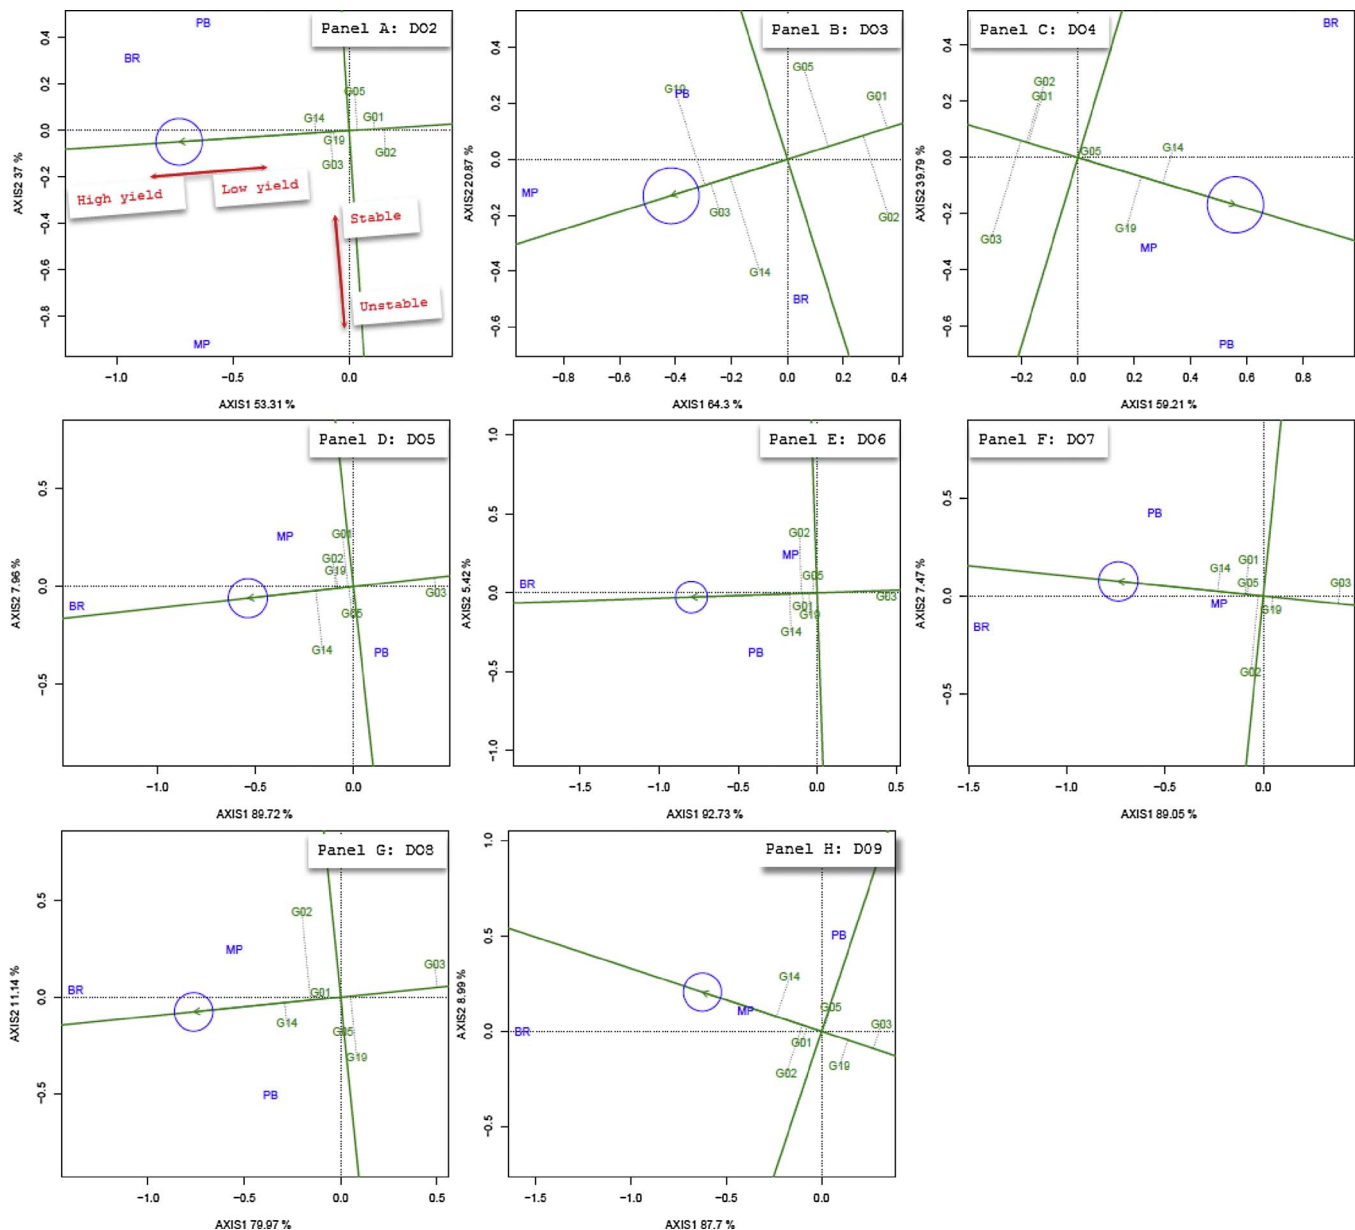 Panel A: D02
PB
BR
G05
G14
G01
G19
G02
G03
High yield
Low yield
Stable
Unstable
MP
0.4
0.2
0.0
−0.2
−0.4
−0.6
−0.8
AXIS2 37 %
−1.0
−0.5
0.0
AXIS1 53.31 %
Panel B: D03
G05
G19
PB
G01
MP
G03
G02
G14
BR
0.4
0.2
0.0
−0.2
−0.4
−0.6
AXIS2 20.87 %
−0.8
−0.6
−0.4
−0.2
0.0
0.2
0.4
AXIS1 64.3 %
Panel C: D04
BR
G02
G01
G05
G14
G19
G03
MP
PB
0.4
0.2
0.0
−0.2
−0.4
−0.6
AXIS2 39.79 %
−0.2
0.0
0.2
0.4
0.6
0.8
AXIS1 59.21 %
Panel D: D05
MP
G01
G02
G19
G03
BR
G05
G14
PB
0.5
0.0
−0.5
AXIS2 7.96 %
−1.0
−0.5
0.0
0.5
AXIS1 89.72 %
Panel E: D06
G02
MP
G05
BR
G03
G01
G19
G14
PB
1.0
0.5
0.0
−0.5
−1.0
AXIS2 5.42 %
−1.5
−1.0
−0.5
0.0
0.5
AXIS1 92.73 %
Panel F: D07
PB
G01
G14
G05
G03
MP
G19
BR
G02
0.5
0.0
−0.5
AXIS2 7.47 %
−1.5
−1.0
−0.5
0.0
AXIS1 89.05 %
Panel G: D08
G02
MP
G03
BR
G01
G14
G05
G19
PB
0.5
0.0
−0.5
AXIS2 11.14 %
−1.0
−0.5
0.0
0.5
AXIS1 79.97 %
Panel H: D09
PB
G14
MP
G05
G03
BR
G01
G19
G02
1.0
0.5
0.0
−0.5
AXIS2 8.99 %
−1.5
−1.0
−0.5
0.0
AXIS1 87.7 %